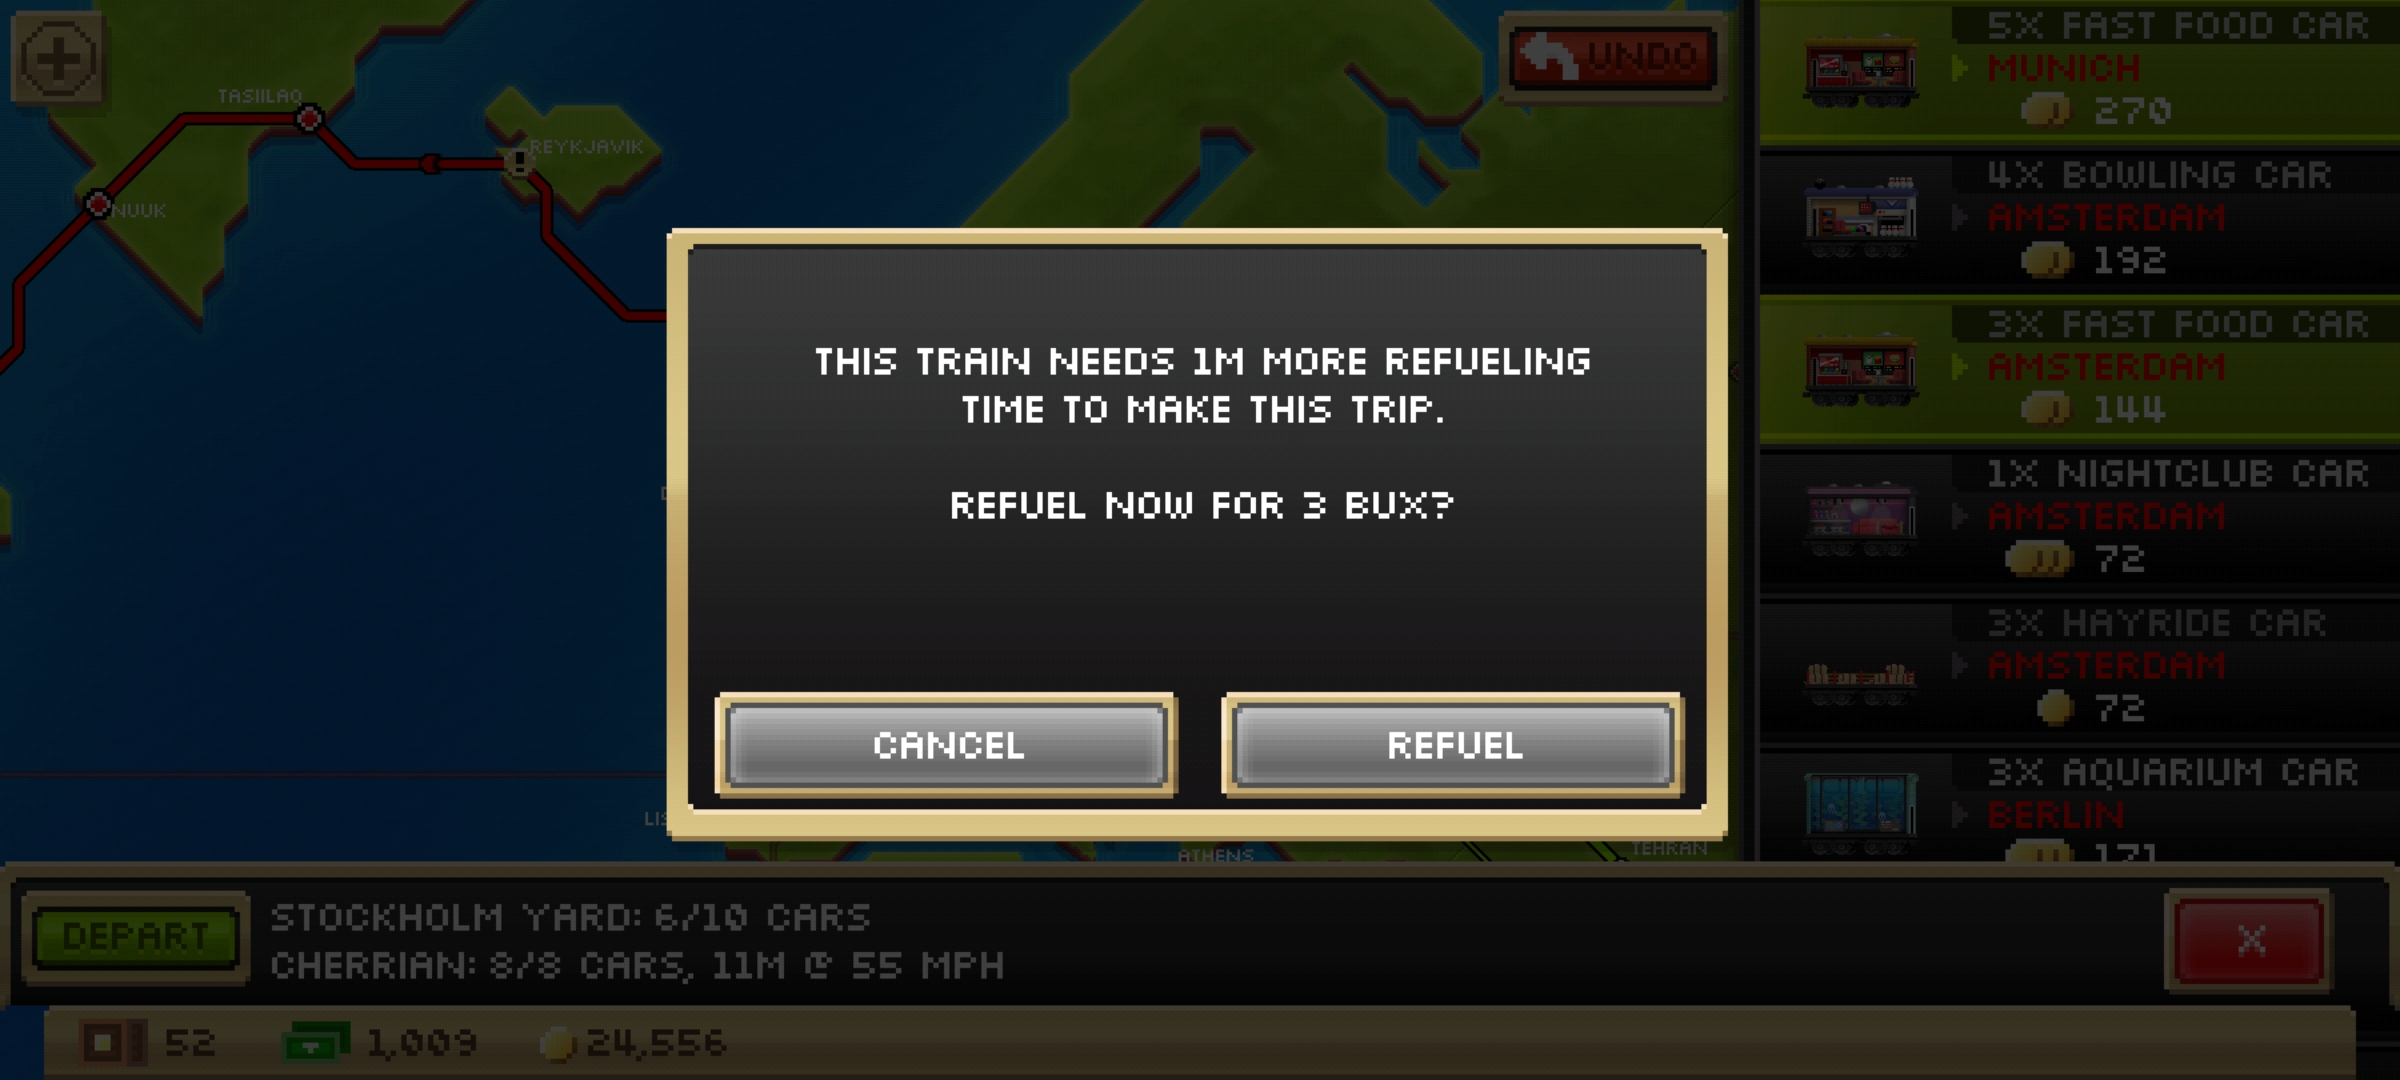 TASIILAQ
REYKJAVIK
NUUK
UNDO
5X FAST FOOD CAR
MUNICH
270
4X BOWLING CAR
AMSTERDAM
192
3X FAST FOOD CAR
AMSTERDAM
144
1X NIGHTCLUB CAR
AMSTERDAM
72
3X HAYRIDE CAR
AMSTERDAM
72
3X AQUARIUM CAR
BERLIN
171
THIS TRAIN NEEDS 1M MORE REFUELING
TIME TO MAKE THIS TRIP.
REFUEL NOW FOR 3 BUX?
CANCEL
REFUEL
ATHENS
TEHRAN
DEPART
STOCKHOLM YARD: 6/10 CARS
CHERRIAN: 8/8 CARS, 11M @ 55 MPH
X
52
1,009
24,556